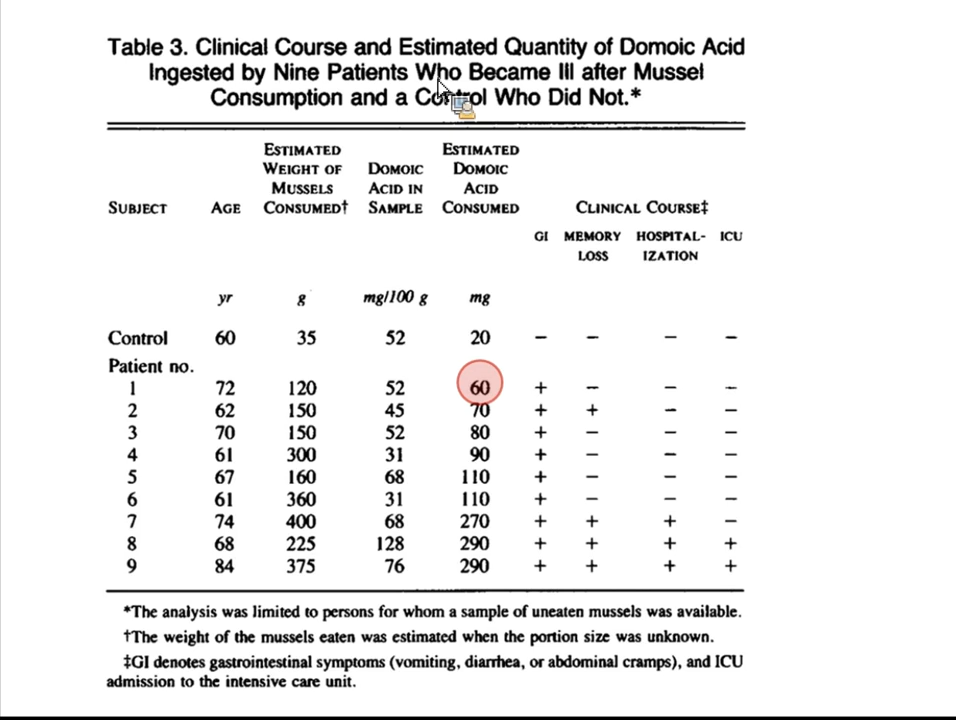 Table 3. Clinical Course and Estimated Quantity of Domoic Acid
Ingested by Nine Patients Who Became Ill after Mussel
Consumption and a Control Who Did Not.*
SUBJECT AGE ESTIMATED WEIGHT OF MUSSELS CONSUMED† DOMOIC ACID IN SAMPLE ESTIMATED DOMOIC ACID CONSUMED CLINICAL COURSE‡
GI MEMORY LOSS HOSPITAL-IZATION ICU
yr g mg/100 g mg
Control 60 35 52 20 – – – –
Patient no.
1 72 120 52 60 + – – –
2 62 150 45 70 + + – –
3 70 150 52 80 + – – –
4 61 300 31 90 + – – –
5 67 160 68 110 + – – –
6 61 360 31 110 + – – –
7 74 400 68 270 + + + –
8 68 225 128 290 + + + +
9 84 375 76 290 + + + +
*The analysis was limited to persons for whom a sample of uneaten mussels was available.
†The weight of the mussels eaten was estimated when the portion size was unknown.
‡GI denotes gastrointestinal symptoms (vomiting, diarrhea, or abdominal cramps), and ICU
admission to the intensive care unit.